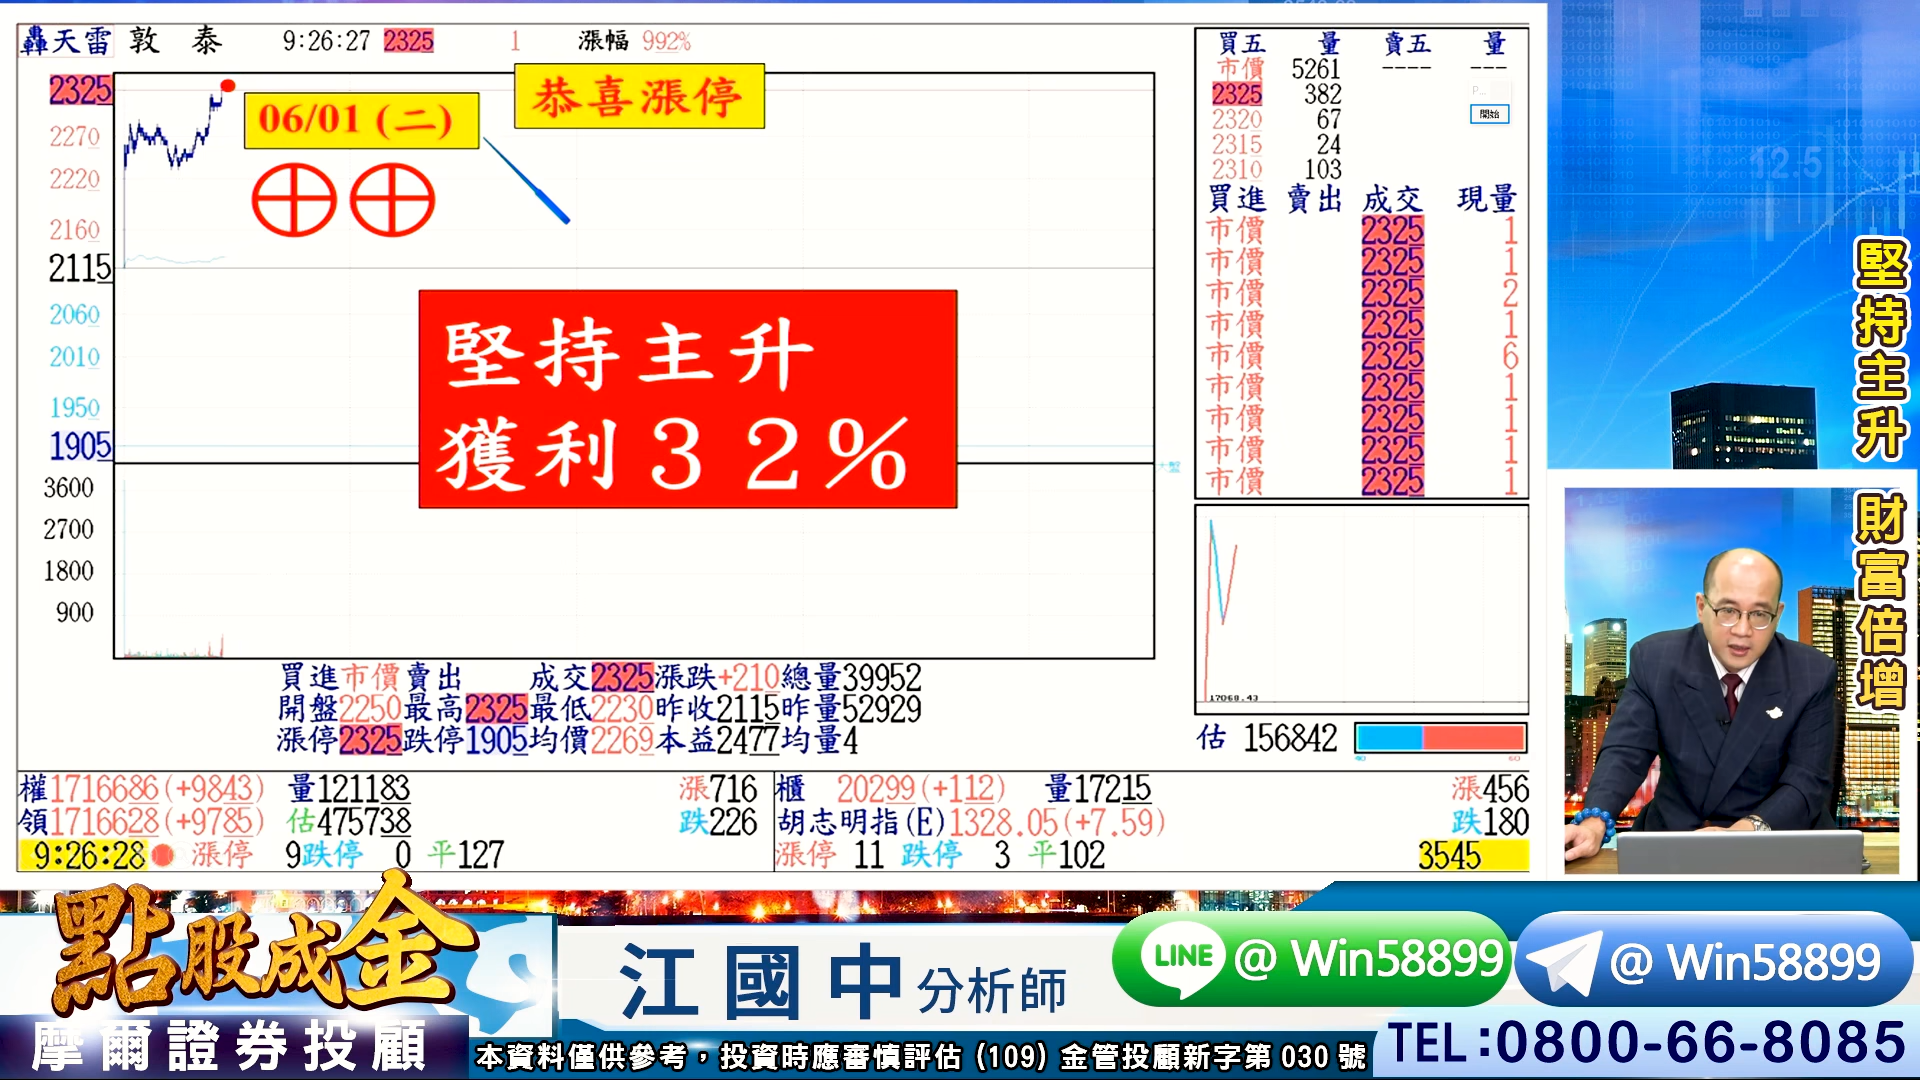 轟天雷 敦 泰 9:26:27 2325 1 漲幅 992%
2325
2270
2220
2160
2115
2060
2010
1950
1905
3600
2700
1800
900
06/01 (二)
恭喜漲停
堅持主升
獲利32%
買五 量 賣五 量
市價 5261 ---- ---
2325 382
2320 67
2315 24
2310 103
開始
買進 賣出 成交 現量
市價 2325 1
市價 2325 1
市價 2325 2
市價 2325 1
市價 2325 6
市價 2325 1
市價 2325 1
市價 2325 1
市價 2325 1
17068.43
估 156842
40 60
買進市價賣出 成交2325漲跌+210總量39952
開盤2250最高2325最低2230昨收2115昨量52929
漲停2325跌停1905均價2269本益2477均量4
權1716686(+9843) 量121183 漲716
領1716628(+9785) 估475738 跌226
9:26:28 漲停 9跌停 0 平127
櫃 20299(+112) 量17215 漲456
胡志明指(E)1328.05(+7.59) 跌180
漲停 11 跌停 3 平102 3545
堅持主升 財富倍增
點股成金
摩爾證券投顧
江國中分析師
LINE @ Win58899
@ Win58899
TEL:0800-66-8085
本資料僅供參考，投資時應審慎評估 (109) 金管投顧新字第 030 號